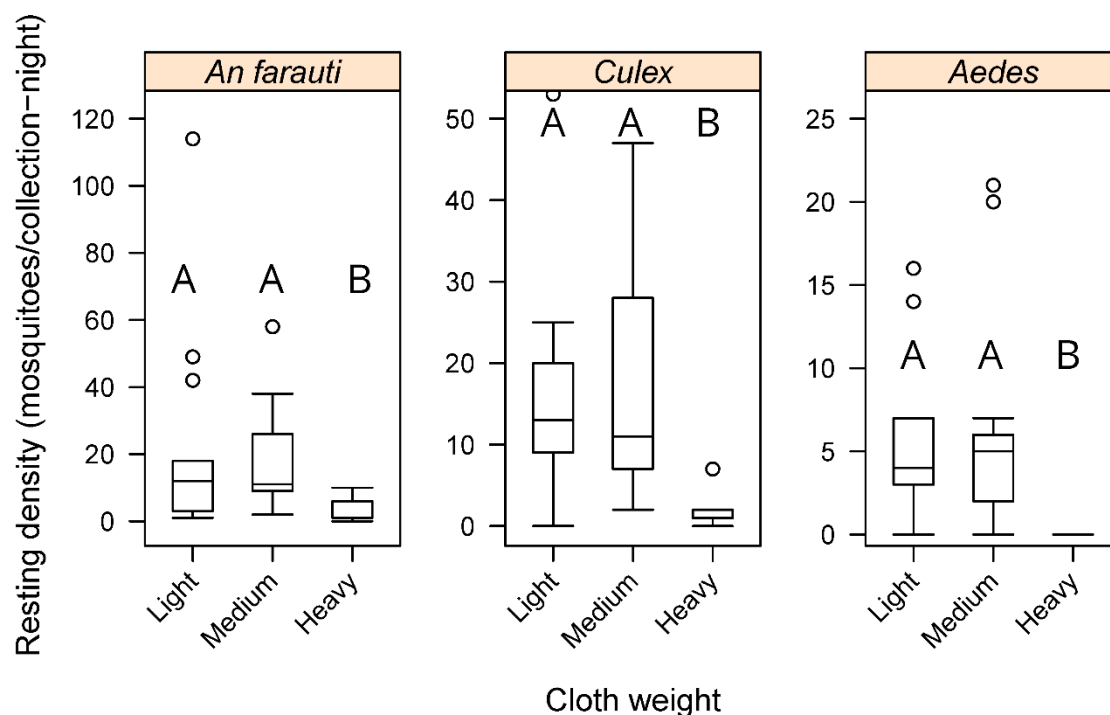 Resting density (mosquitoes/collection−night)
An farauti
120
100
80
60
40
20
0
A A B
Light
Medium
Heavy
Culex
50
40
30
20
10
0
A A B
Light
Medium
Heavy
Aedes
25
20
15
10
5
0
A A B
Light
Medium
Heavy
Cloth weight